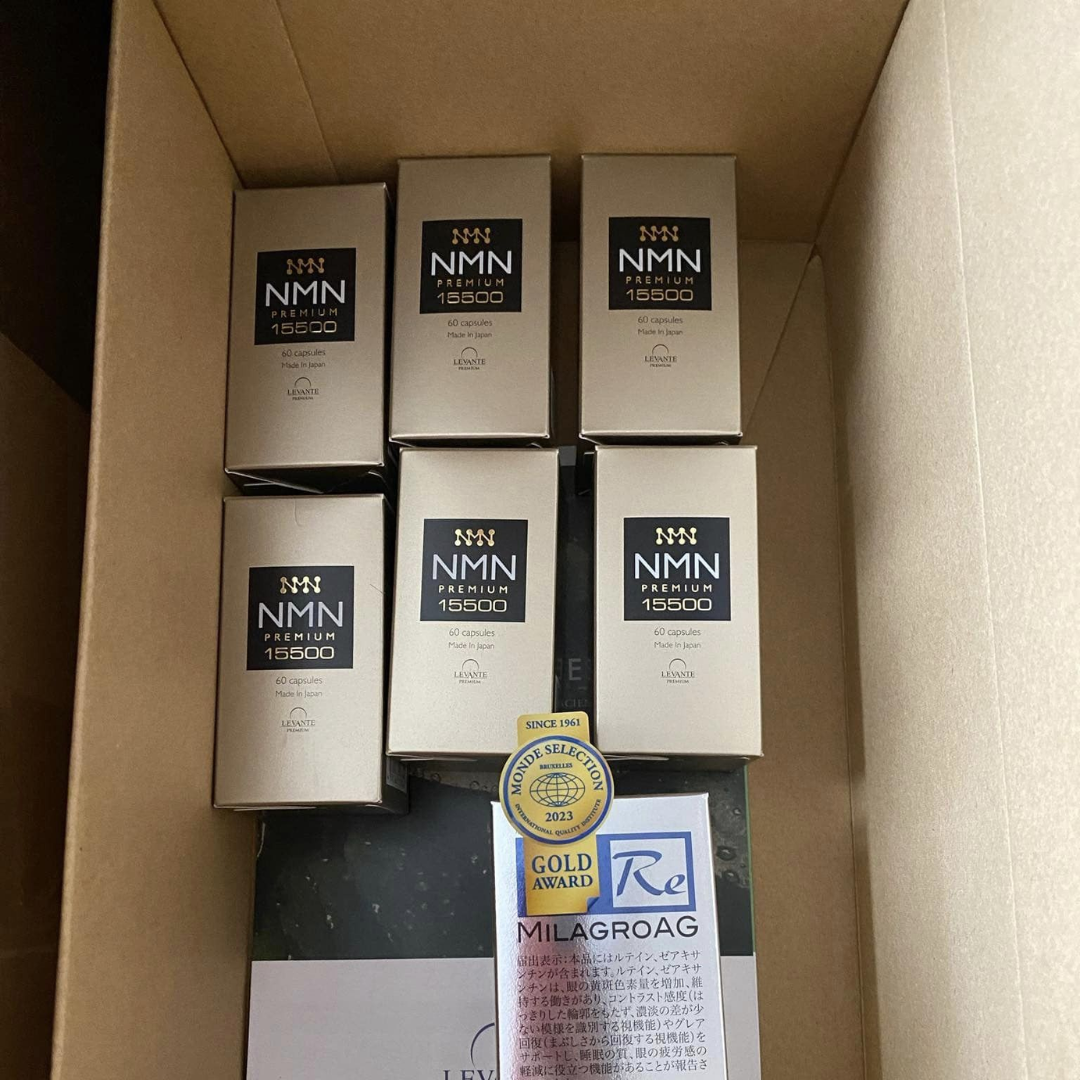 NMN
NMN
PREMIUM
15500
60 capsules
Made In Japan
LEVANTE
PREMIUM
NMN
NMN
PREMIUM
15500
60 capsules
Made In Japan
LEVANTE
PREMIUM
NMN
NMN
PREMIUM
15500
60 capsules
Made In Japan
LEVANTE
PREMIUM
NMN
NMN
PREMIUM
15500
60 capsules
Made In Japan
LEVANTE
PREMIUM
NMN
NMN
PREMIUM
15500
60 capsules
Made In Japan
LEVANTE
PREMIUM
NMN
NMN
PREMIUM
15500
60 capsules
Made In Japan
LEVANTE
PREMIUM
SINCE 1961
MONDE SELECTION
BRUXELLES
2023
INTERNATIONAL QUALITY INSTITUTE
GOLD
AWARD
Re
MILAGROAG
届出表示:本品にはルテイン、ゼアキサ
ンチンが含まれます。ルテイン、ゼアキサ
ンチンは、眼の黄斑色素量を増加、維
持する働きがあり、コントラスト感度(は
っきりした輪郭をもたず、濃淡の差が少
ない模様を識別する視機能)やグレア
回復(まぶしさから回復する視機能)を
サポートし、睡眠の質、眼の疲労感の
軽減に役立つ機能があることが報告さ